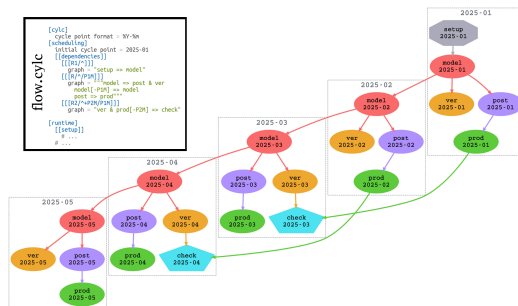 flow.cylc
[cylc]
cycle point format = %Y-%m
[scheduling]
initial cycle point = 2025-01
[[dependencies]]
[[[R1/^]]]
graph = "setup => model"
[[[R/^/P1M]]]
graph = """model => post & ver
model[-P1M] => model
post => prod"""
[[[R2/^+P2M/P1M]]]
graph = "ver & prod[-P2M] => check"
[runtime]
[[setup]]
# ...
# ...
2025-01
setup
2025-01
model
2025-01
ver
2025-01
post
2025-01
prod
2025-01
2025-02
model
2025-02
ver
2025-02
post
2025-02
prod
2025-02
2025-03
model
2025-03
post
2025-03
ver
2025-03
prod
2025-03
check
2025-03
2025-04
model
2025-04
post
2025-04
ver
2025-04
prod
2025-04
check
2025-04
2025-05
model
2025-05
ver
2025-05
post
2025-05
prod
2025-05